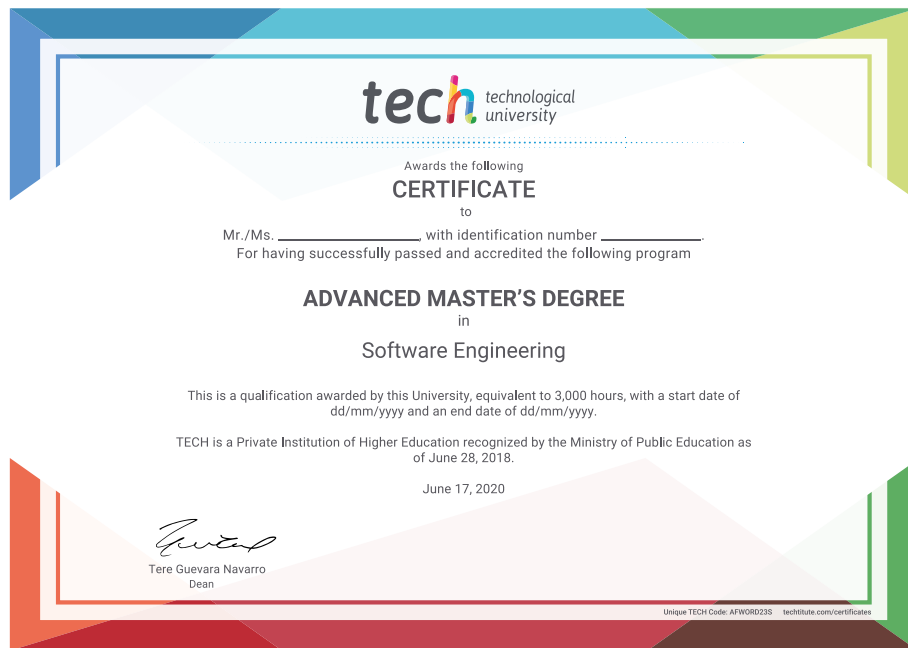 tech technological
university
Awards the following
CERTIFICATE
to
Mr./Ms. ____________, with identification number ____________.
For having successfully passed and accredited the following program
ADVANCED MASTER'S DEGREE
in
Software Engineering
This is a qualification awarded by this University, equivalent to 3,000 hours, with a start date of
dd/mm/yyyy and an end date of dd/mm/yyyy.
TECH is a Private Institution of Higher Education recognized by the Ministry of Public Education as
of June 28, 2018.
June 17, 2020
Tere Guevara Navarro
Dean
Unique TECH Code: AFWORD23S techtitute.com/certificates